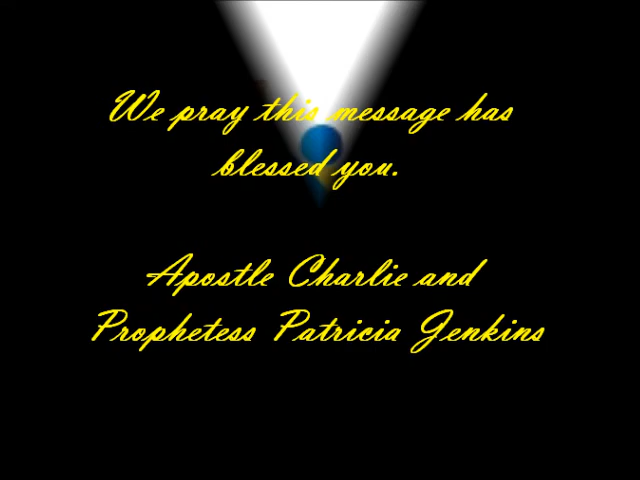 We pray this message has
blessed you.
Apostle Charlie and
Prophetess Patricia Jenkins